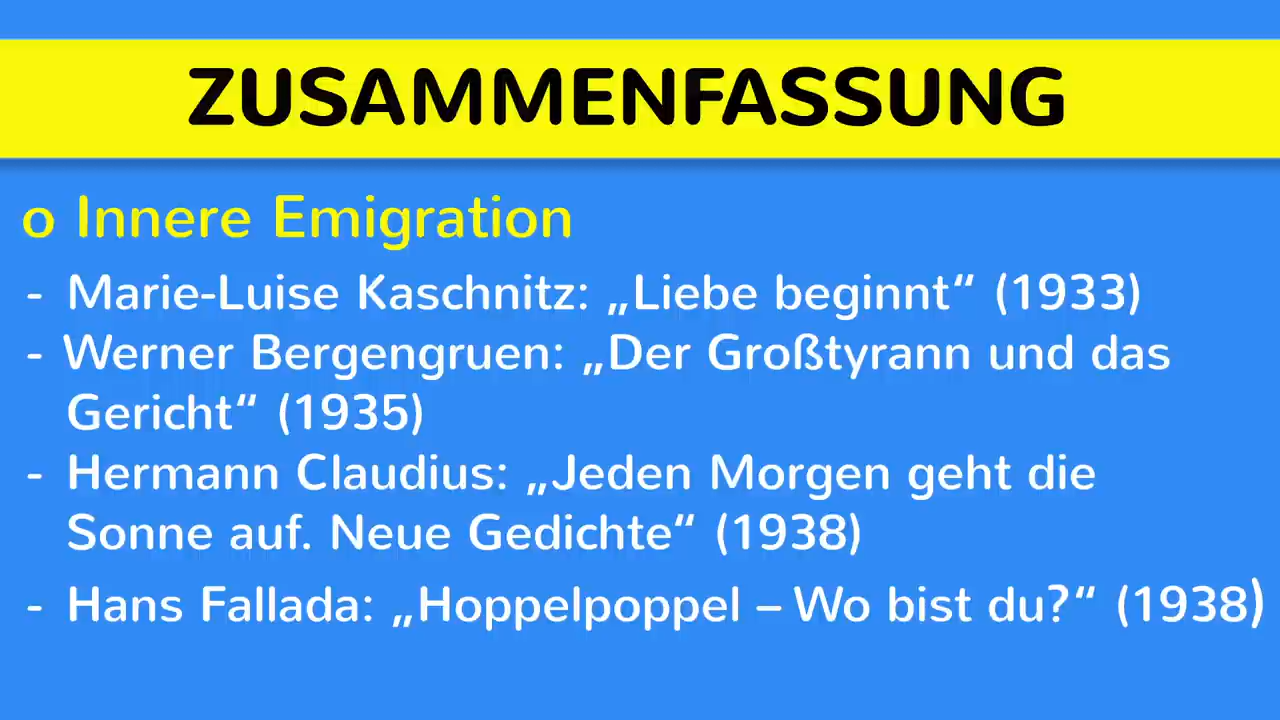 ZUSAMMENFASSUNG
o Innere Emigration
- Marie-Luise Kaschnitz: „Liebe beginnt“ (1933)
- Werner Bergengruen: „Der Großtyrann und das
Gericht“ (1935)
- Hermann Claudius: „Jeden Morgen geht die
Sonne auf. Neue Gedichte“ (1938)
- Hans Fallada: „Hoppelpoppel – Wo bist du?“ (1938)